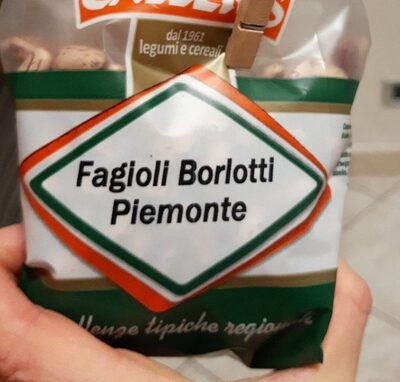 dal 1961
legumi e cereali
Fagioli Borlotti
Piemonte
tipiche